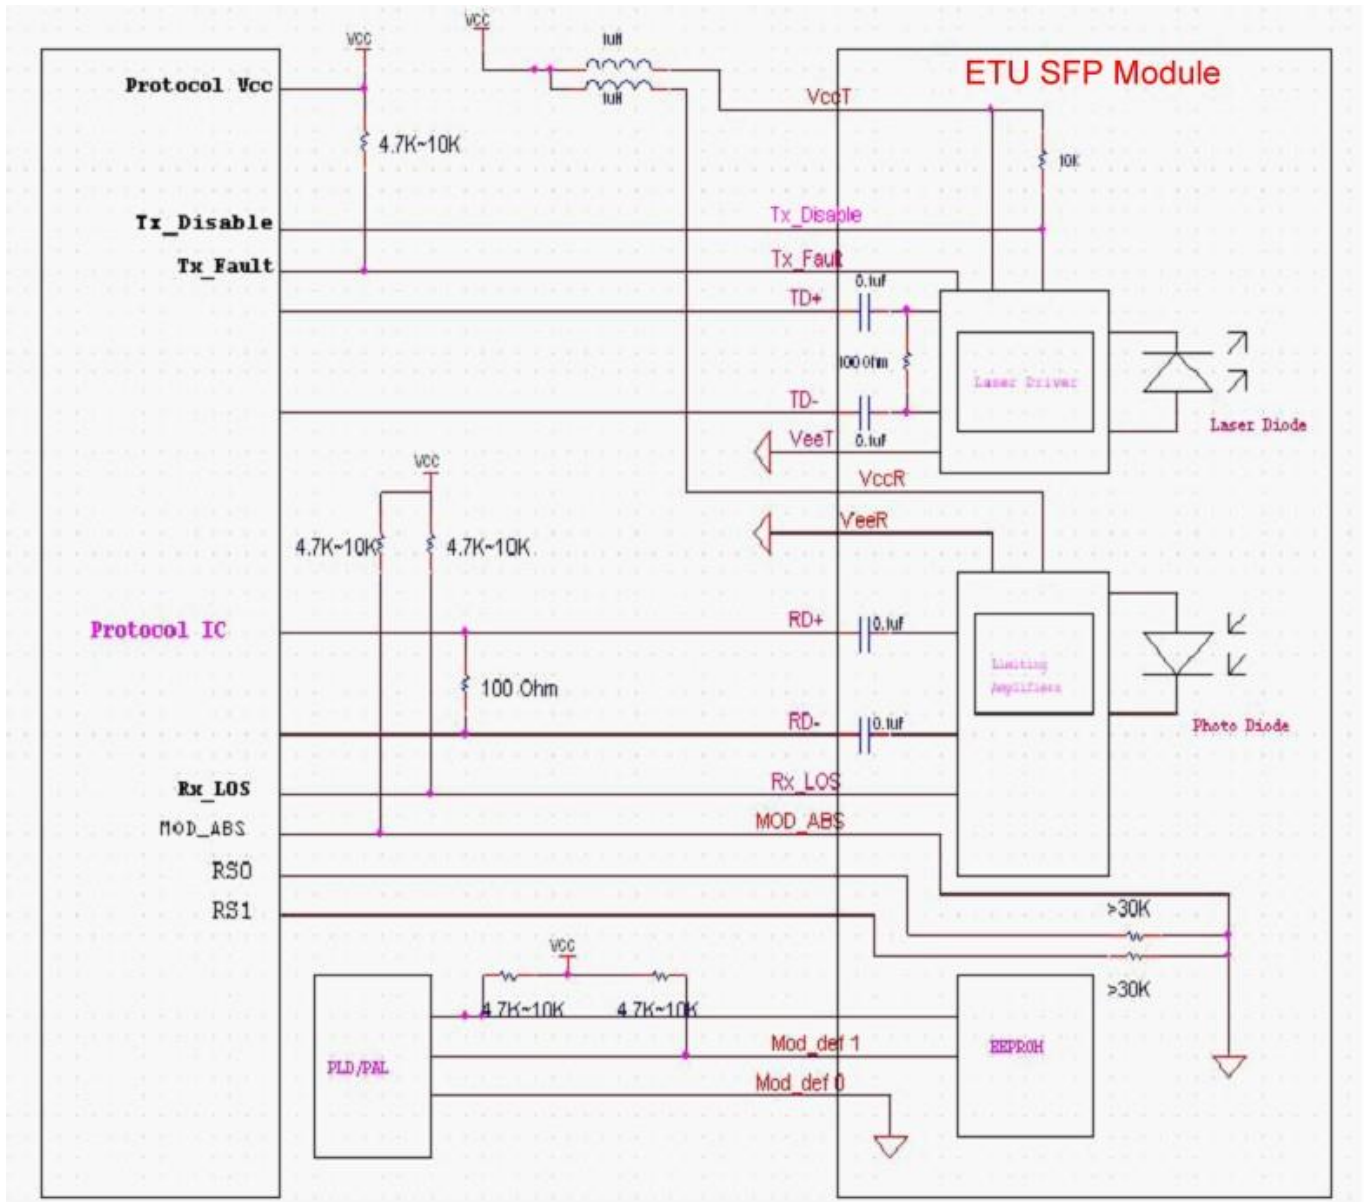 VCC
VCC
1uH
1uH
ETU SFP Module
Protocol Vcc
VccT
4.7K~10K
10K
Tx_Disable
Tx_Disable
Tx_Fault
Tx_Fault
0.1uf
TD+
100 Ohm
Laser Driver
TD-
0.1uf
VeeT
Laser Diode
VCC
VccR
VeeR
4.7K~10K
4.7K~10K
Protocol IC
RD+
0.1uf
100 Ohm
Limiting
Amplifiers
RD-
0.1uf
Photo Diode
Rx_LOS
Rx_LOS
MOD_ABS
MOD_ABS
RS0
RS1
>30K
VCC
>30K
4.7K~10K
4.7K~10K
Mod_def 1
EEPROM
PLD/PAL
Mod_def 0